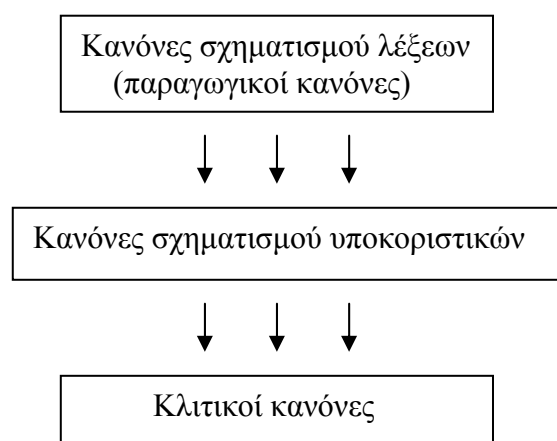 Κανόνες σχηματισμού λέξεων
(παραγωγικοί κανόνες)
Κανόνες σχηματισμού υποκοριστικών
Κλιτικοί κανόνες